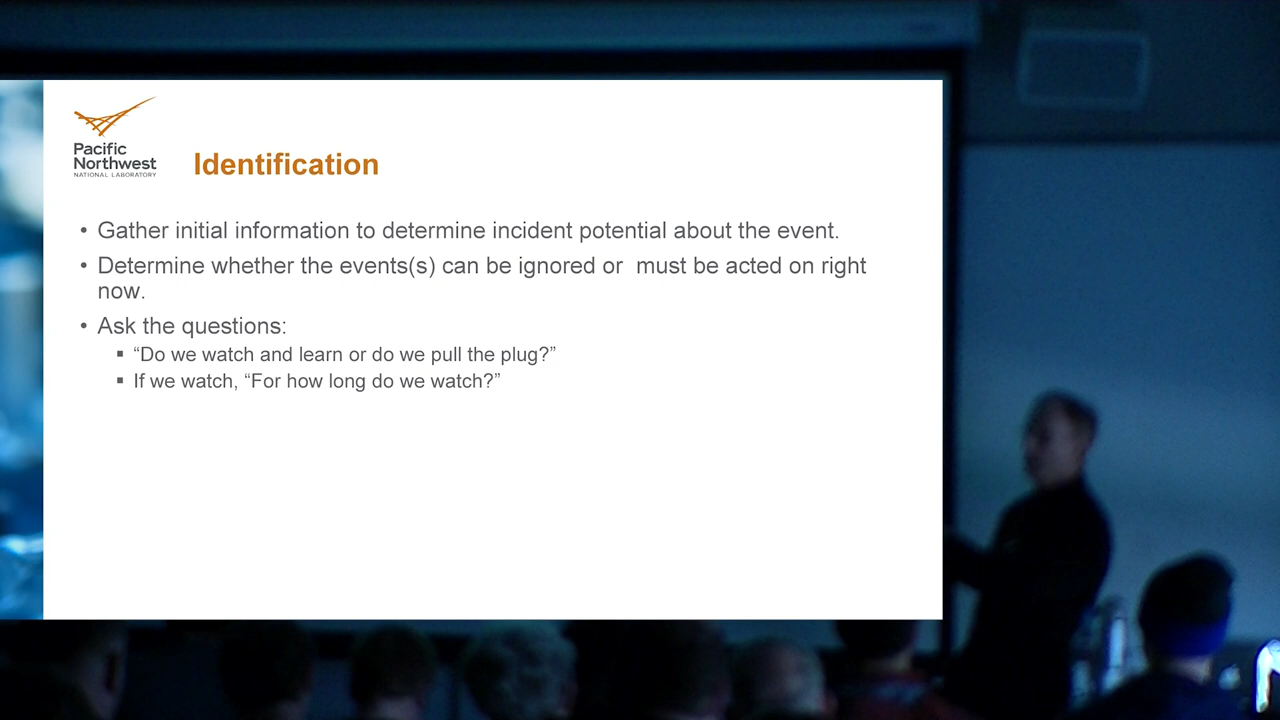 Pacific
Northwest
NATIONAL LABORATORY
Identification
• Gather initial information to determine incident potential about the event.
• Determine whether the events(s) can be ignored or  must be acted on right
now.
• Ask the questions:
▪ “Do we watch and learn or do we pull the plug?”
▪ If we watch, “For how long do we watch?”